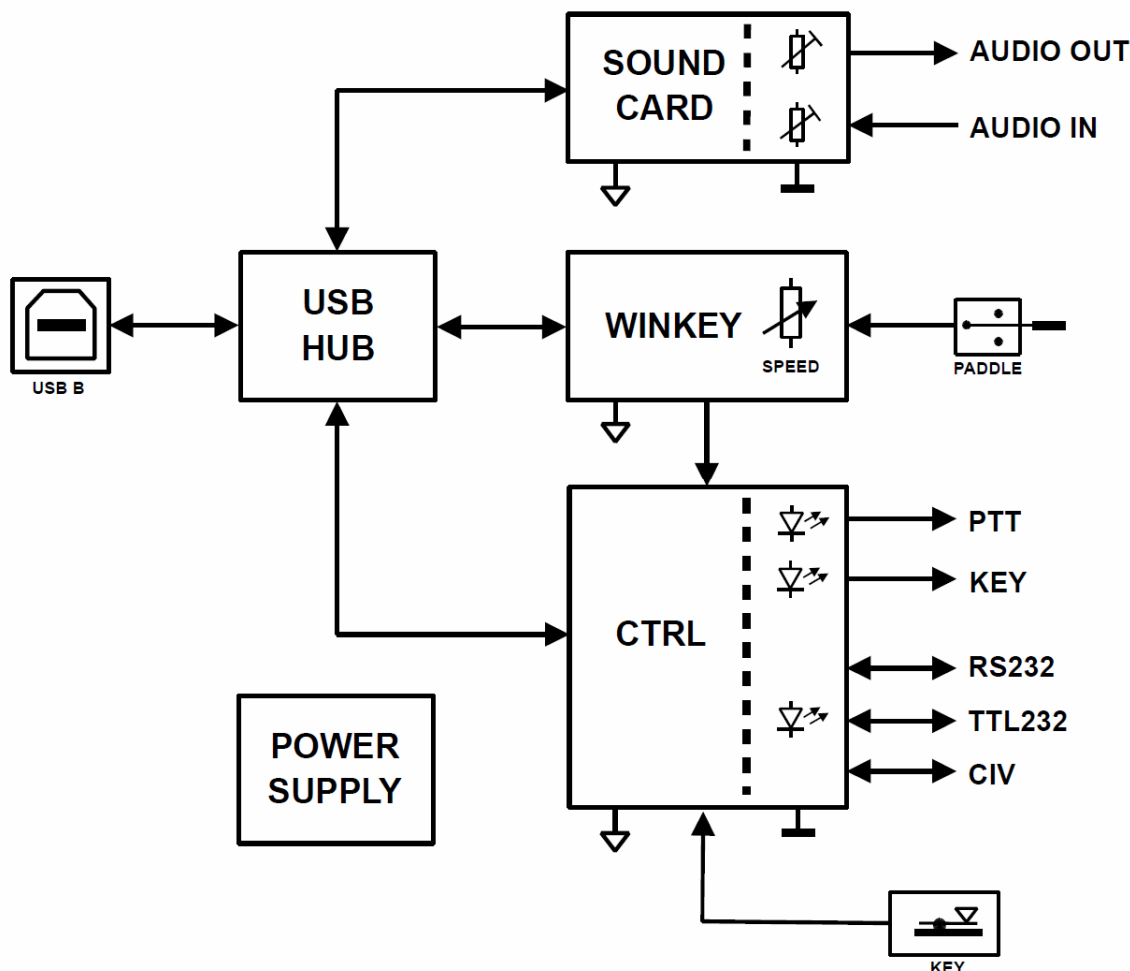 SOUND
CARD
AUDIO OUT
AUDIO IN
USB B
USB
HUB
WINKEY
SPEED
PADDLE
CTRL
PTT
KEY
RS232
TTL232
CIV
POWER
SUPPLY
KEY